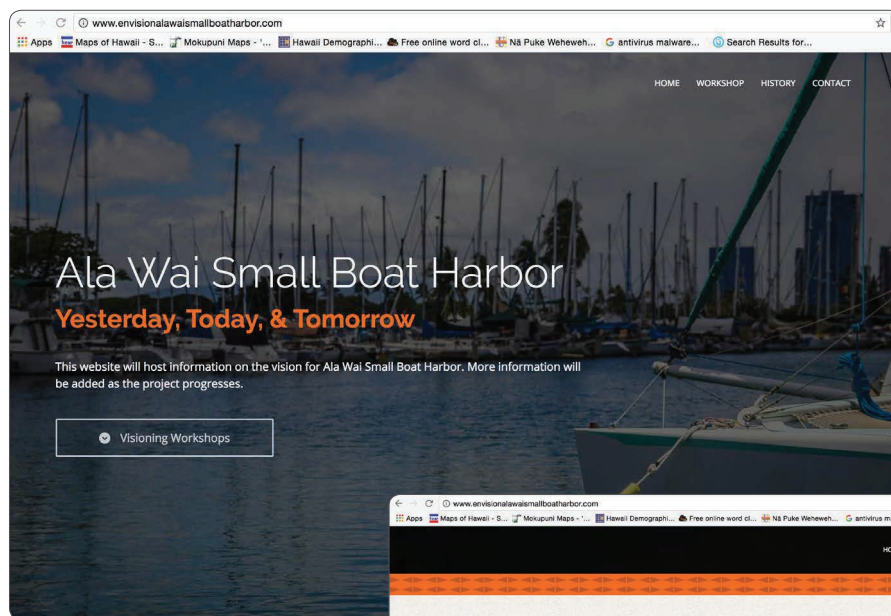 www.envisionalawaismallboatharbor.com
Apps Maps of Hawaii - S... Mokupuni Maps - '... Hawaii Demographi... Free online word cl... Nā Puke Weheweh... antivirus malware... Search Results for...
HOME WORKSHOP HISTORY CONTACT
Ala Wai Small Boat Harbor
Yesterday, Today, & Tomorrow
This website will host information on the vision for Ala Wai Small Boat Harbor. More information will
be added as the project progresses.
Visioning Workshops
www.envisionalawaismallboatharbor.com
Apps Maps of Hawaii - S... Mokupuni Maps - '... Hawaii Demographi... Free online word cl... Nā Puke Weheweh... antivirus m
HO